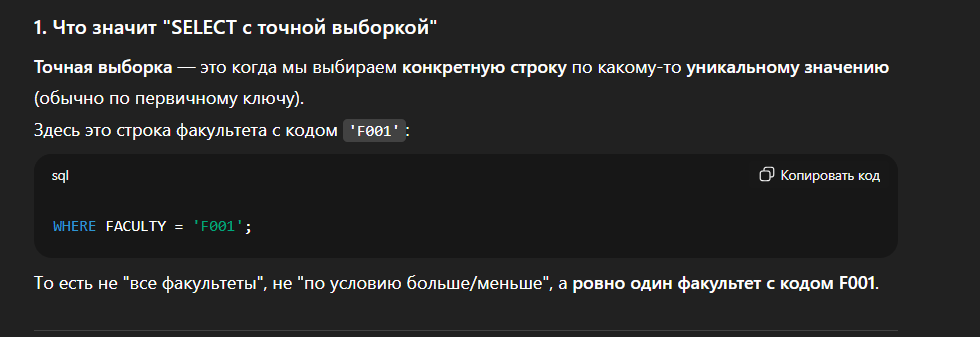 1. Что значит "SELECT с точной выборкой"
Точная выборка — это когда мы выбираем конкретную строку по какому-то уникальному значению
(обычно по первичному ключу).
Здесь это строка факультета с кодом 'F001':
sql
Копировать код
WHERE FACULTY = 'F001';
То есть не "все факультеты", не "по условию больше/меньше", а ровно один факультет с кодом F001.